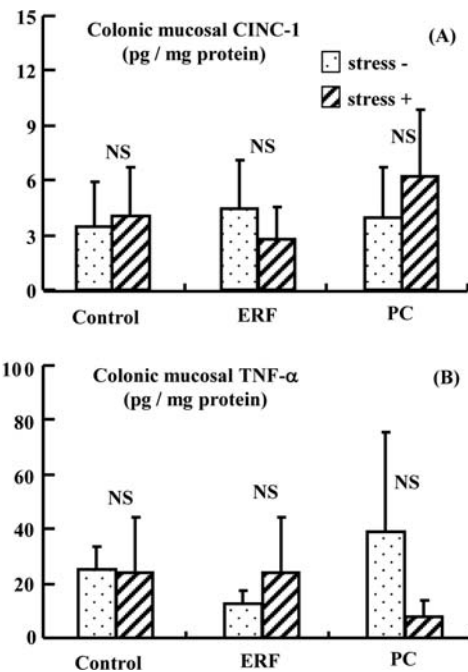 Colonic mucosal CINC-1
(pg / mg protein)
(A)
stress -
stress +
15
12
9
6
3
0
NS
NS
NS
Control
ERF
PC
Colonic mucosal TNF-α
(pg / mg protein)
(B)
100
80
60
40
20
0
NS
NS
NS
Control
ERF
PC